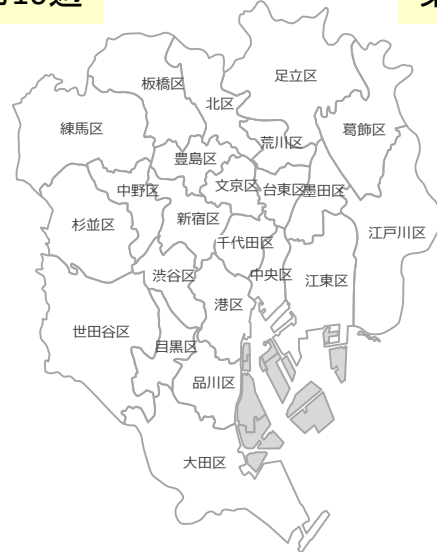 足立区
板橋区
北区
葛飾区
練馬区
荒川区
豊島区
文京区
台東区
墨田区
中野区
杉並区
新宿区
江戸川区
千代田区
渋谷区
中央区
江東区
港区
世田谷区
目黒区
品川区
大田区